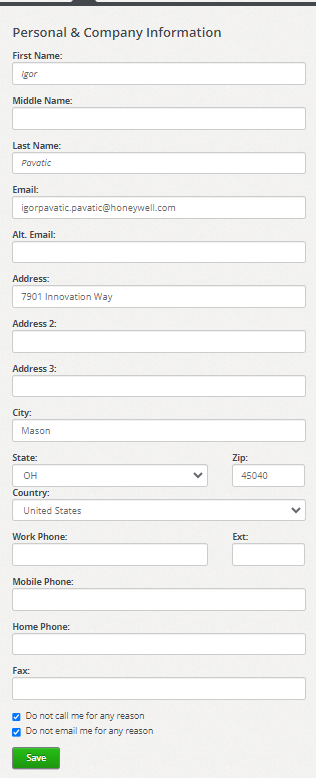 Personal & Company Information
First Name:
Igor
Middle Name:
Last Name:
Pavatic
Email:
igorpavatic.pavatic@honeywell.com
Alt. Email:
Address:
7901 Innovation Way
Address 2:
Address 3:
City:
Mason
State: Zip:
OH 45040
Country:
United States
Work Phone: Ext:
Mobile Phone:
Home Phone:
Fax:
Do not call me for any reason
Do not email me for any reason
Save